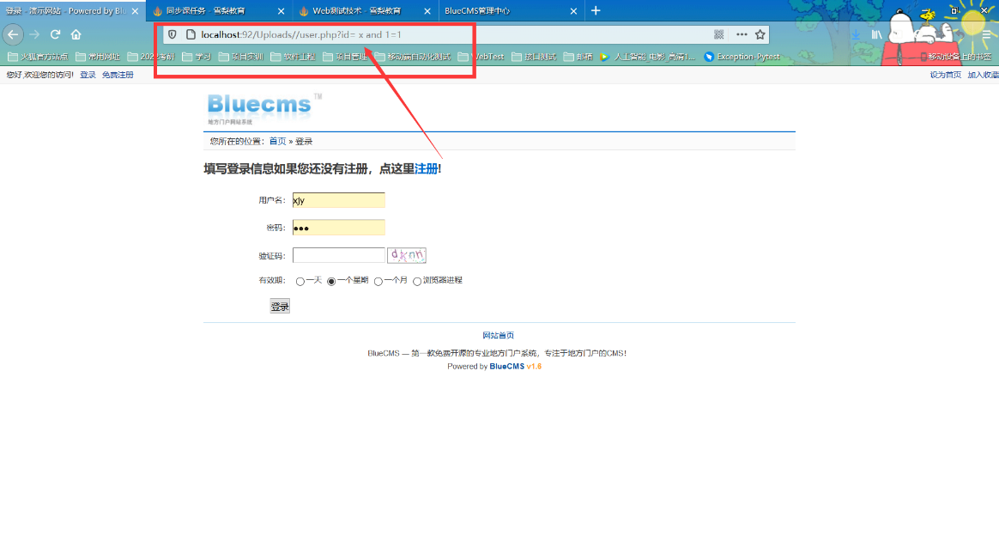 登录 - 演示网站 - Powered by Blu
同步课任务 - 雪梨教育
Web测试技术 - 雪梨教育
BlueCMS管理中心
localhost:92/Uploads//user.php?id= x and 1=1
火狐官方站点 常用网址 2022考研 学习 项目实训 软件工程 项目管理 移动端自动化测试 WebTest 接口测试 邮箱 人工智能_电影_高清1... Exception·Pytest 移动设备上的书签
您好,欢迎您的访问! 登录 免费注册
设为首页 加入收藏
Bluecms TM
地方门户网站系统
您所在的位置：首页 » 登录
填写登录信息如果您还没有注册，点这里注册!
用户名： xjy
密码： ●●●
验证码：
有效期： 一天 一个星期 一个月 浏览器进程
登录
网站首页
BlueCMS — 第一款免费开源的专业地方门户系统，专注于地方门户的CMS!
Powered by BlueCMS v1.6